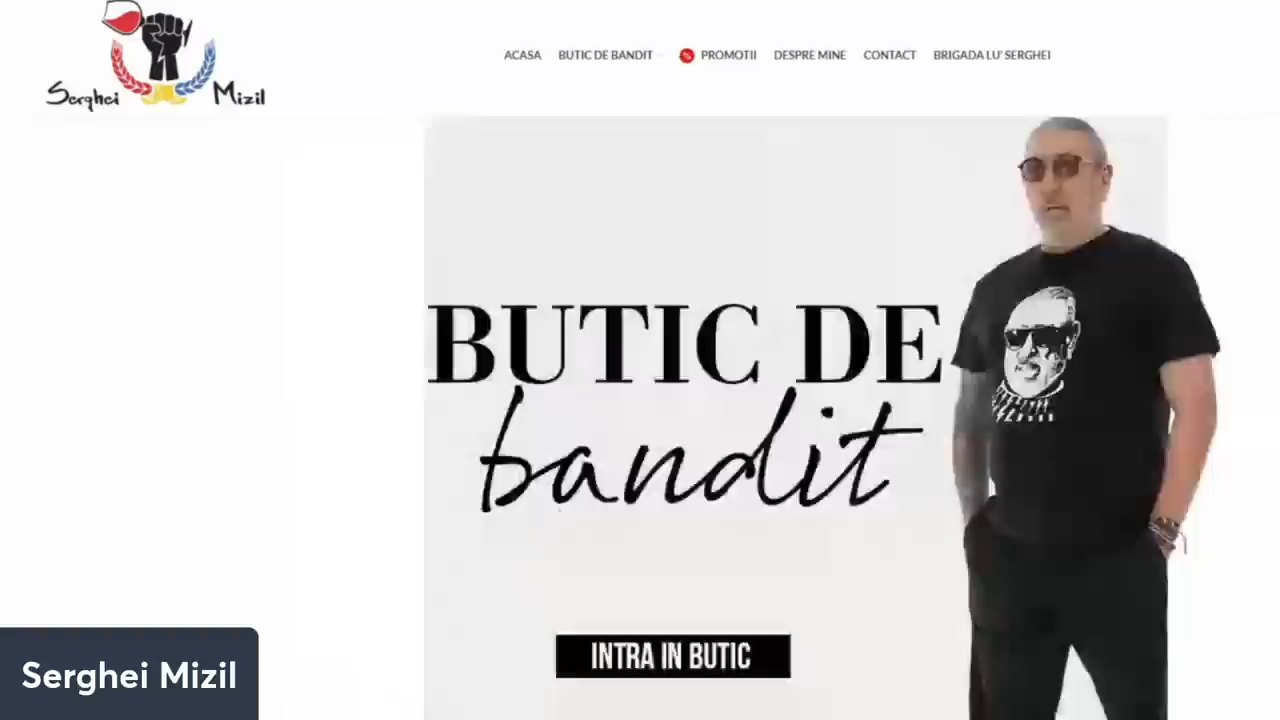 Serghei Mizil
ACASA BUTIC DE BANDIT % PROMOTII DESPRE MINE CONTACT BRIGADA LU' SERGHEI
BUTIC DE
bandit
INTRA IN BUTIC
Serghei Mizil